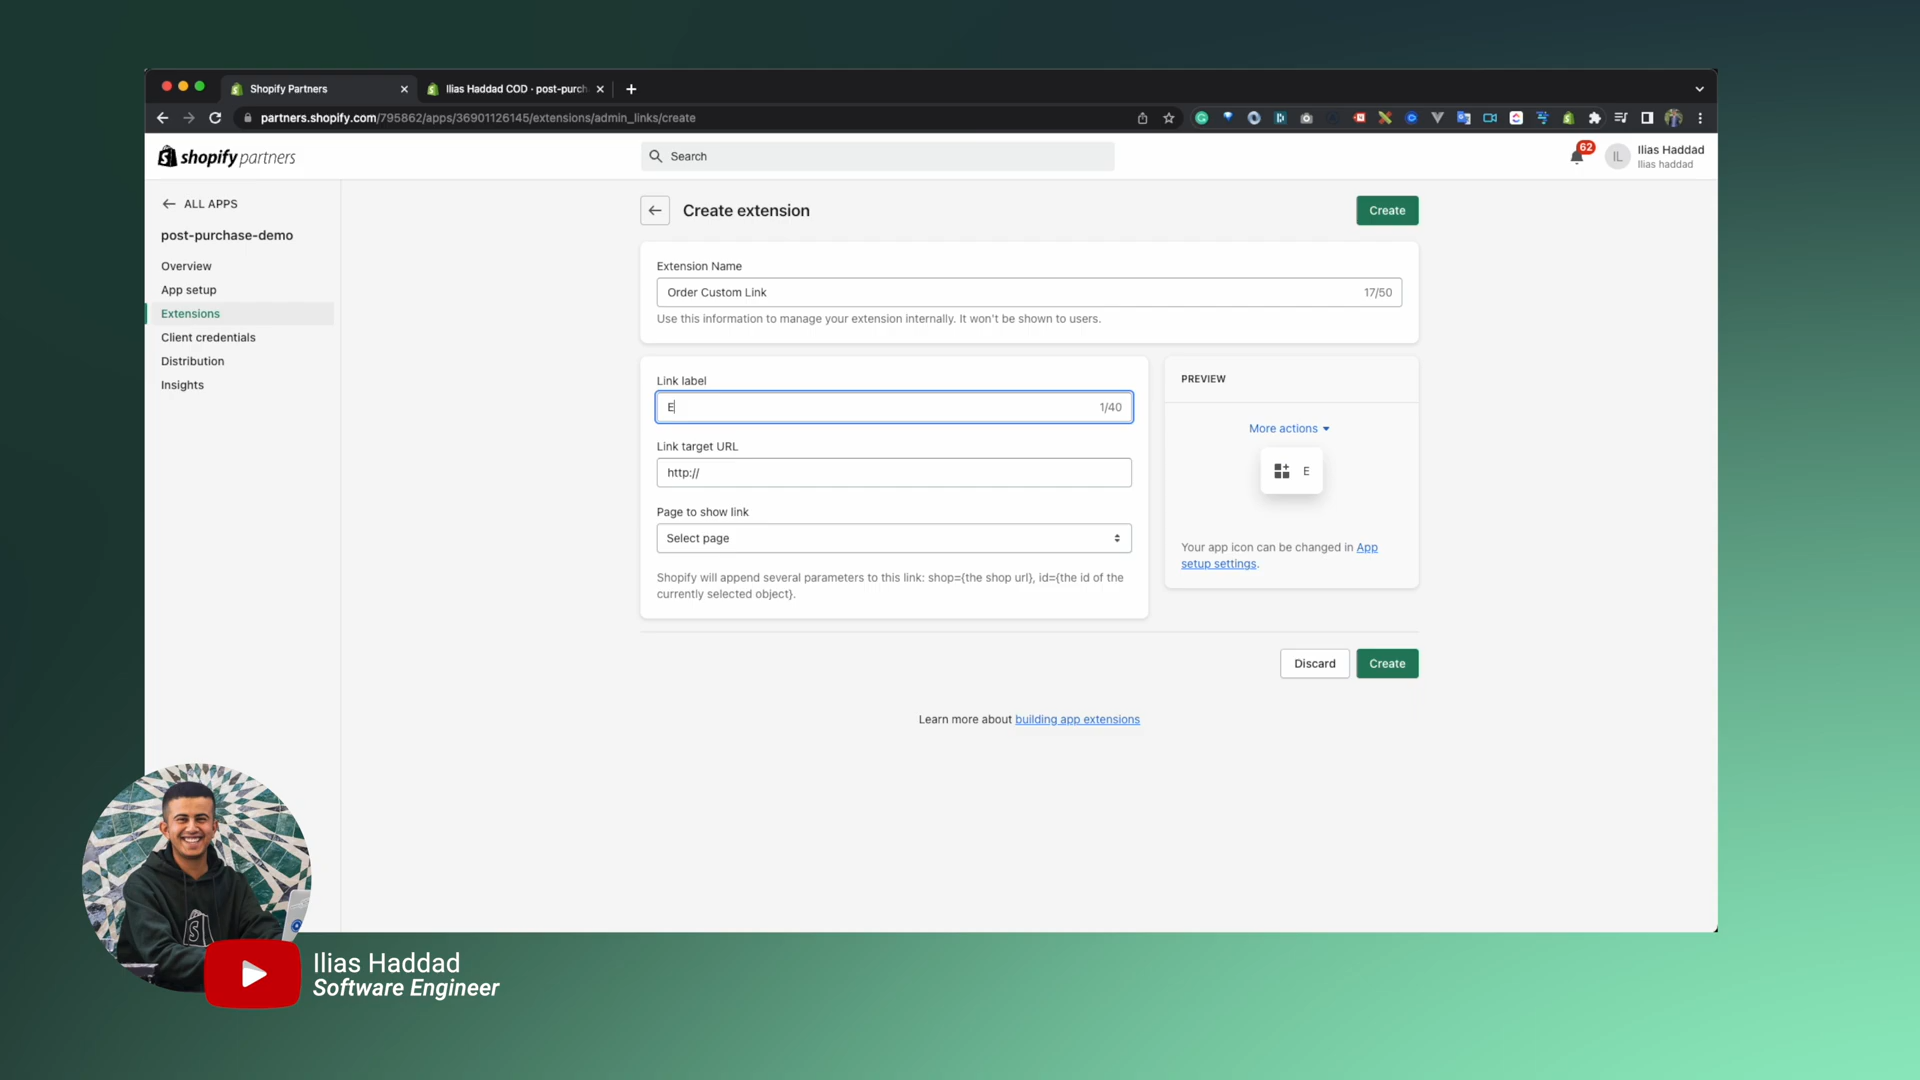 Shopify Partners
Ilias Haddad COD · post-purch
partners.shopify.com/795862/apps/36901126145/extensions/admin_links/create
shopify partners
Search
62
IL
Ilias Haddad
Ilias haddad
ALL APPS
post-purchase-demo
Overview
App setup
Extensions
Client credentials
Distribution
Insights
Create extension
Create
Extension Name
Order Custom Link
17/50
Use this information to manage your extension internally. It won't be shown to users.
Link label
E
1/40
Link target URL
http://
Page to show link
Select page
Shopify will append several parameters to this link: shop={the shop url}, id={the id of the
currently selected object}.
PREVIEW
More actions
E
Your app icon can be changed in App
setup settings.
Discard
Create
Learn more about building app extensions
Ilias Haddad
Software Engineer